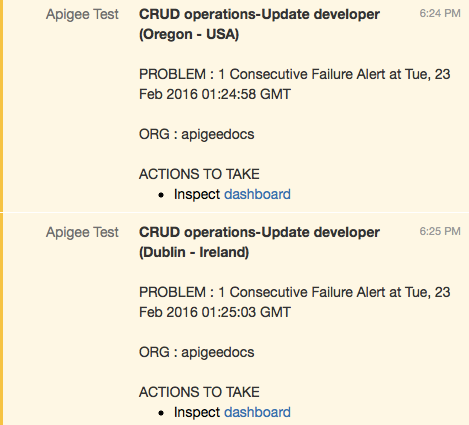 Apigee Test CRUD operations-Update developer 6:24 PM
(Oregon - USA)
PROBLEM : 1 Consecutive Failure Alert at Tue, 23
Feb 2016 01:24:58 GMT
ORG : apigeedocs
ACTIONS TO TAKE
• Inspect dashboard
Apigee Test CRUD operations-Update developer 6:25 PM
(Dublin - Ireland)
PROBLEM : 1 Consecutive Failure Alert at Tue, 23
Feb 2016 01:25:03 GMT
ORG : apigeedocs
ACTIONS TO TAKE
• Inspect dashboard